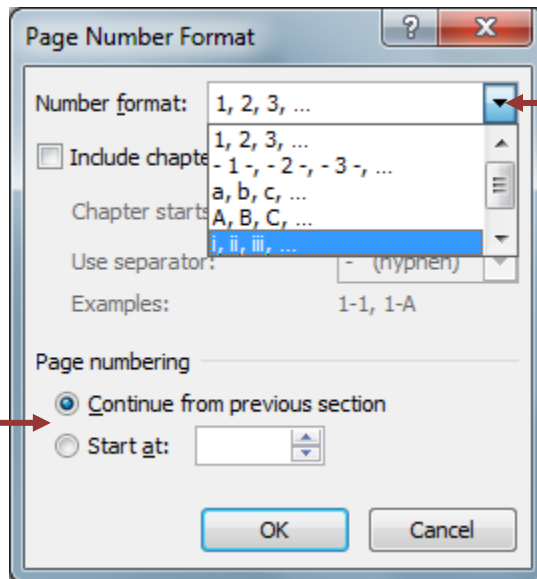 Page Number Format
Number format: 1, 2, 3, ...
1, 2, 3, ...
Include chapte
- 1 -, - 2 -, - 3 -, ...
a, b, c, ...
Chapter starts
A, B, C, ...
i, ii, iii, ...
Use separator: - (hyphen)
Examples: 1-1, 1-A
Page numbering
Continue from previous section
Start at:
OK Cancel